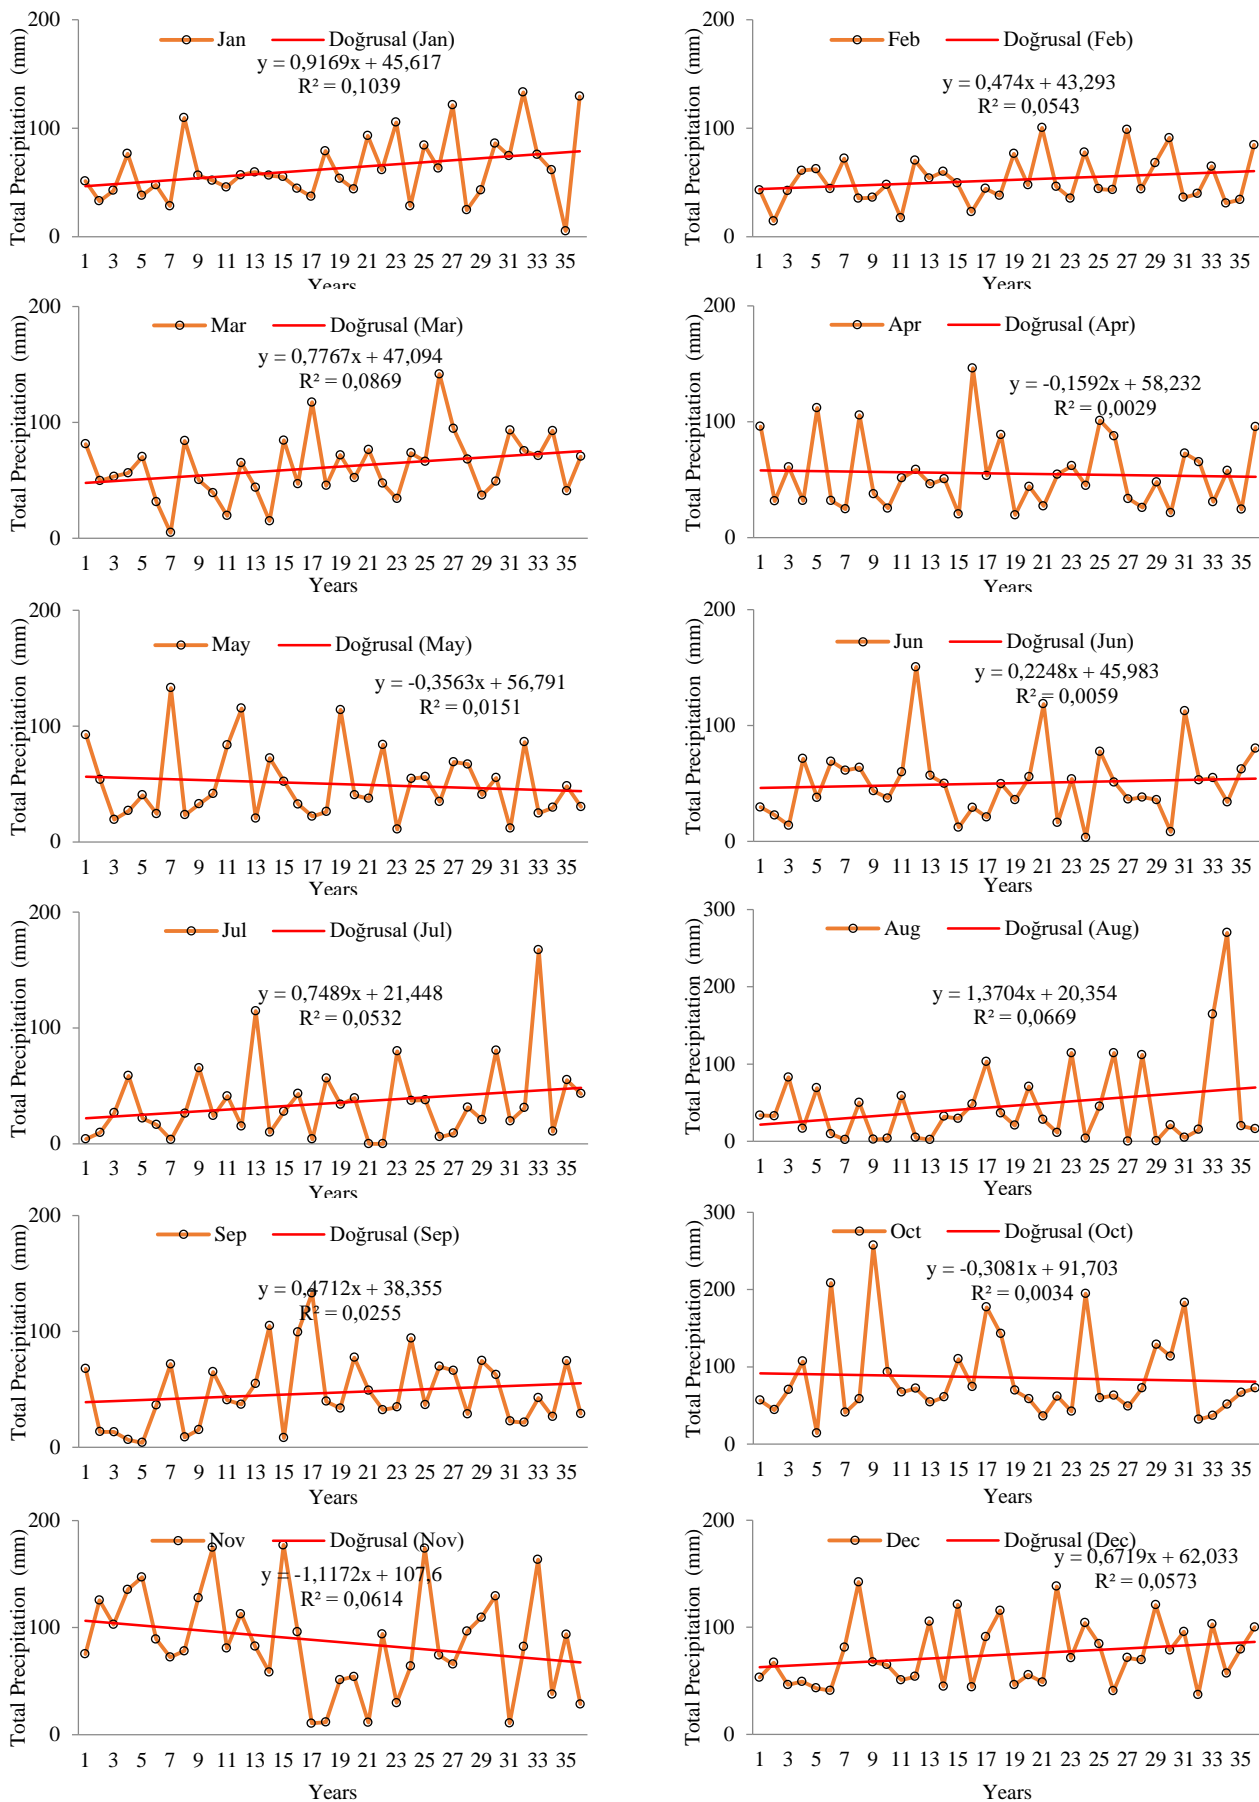 Total Precipitation (mm)
200
100
0
Jan
Doğrusal (Jan)
y = 0,9169x + 45,617
R² = 0,1039
1 3 5 7 9 11 13 15 17 19 21 23 25 27 29 31 33 35
Years
Total Precipitation (mm)
200
100
0
Feb
Doğrusal (Feb)
y = 0,474x + 43,293
R² = 0,0543
1 3 5 7 9 11 13 15 17 19 21 23 25 27 29 31 33 35
Years
Total Precipitation (mm)
200
100
0
Mar
Doğrusal (Mar)
y = 0,7767x + 47,094
R² = 0,0869
1 3 5 7 9 11 13 15 17 19 21 23 25 27 29 31 33 35
Years
Total Precipitation (mm)
200
100
0
Apr
Doğrusal (Apr)
y = -0,1592x + 58,232
R² = 0,0029
1 3 5 7 9 11 13 15 17 19 21 23 25 27 29 31 33 35
Years
Total Precipitation (mm)
200
100
0
May
Doğrusal (May)
y = -0,3563x + 56,791
R² = 0,0151
1 3 5 7 9 11 13 15 17 19 21 23 25 27 29 31 33 35
Years
Total Precipitation (mm)
200
100
0
Jun
Doğrusal (Jun)
y = 0,2248x + 45,983
R² = 0,0059
1 3 5 7 9 11 13 15 17 19 21 23 25 27 29 31 33 35
Years
Total Precipitation (mm)
200
100
0
Jul
Doğrusal (Jul)
y = 0,7489x + 21,448
R² = 0,0532
1 3 5 7 9 11 13 15 17 19 21 23 25 27 29 31 33 35
Years
Total Precipitation (mm)
300
200
100
0
Aug
Doğrusal (Aug)
y = 1,3704x + 20,354
R² = 0,0669
1 3 5 7 9 11 13 15 17 19 21 23 25 27 29 31 33 35
Years
Total Precipitation (mm)
200
100
0
Sep
Doğrusal (Sep)
y = 0,4712x + 38,355
R² = 0,0255
1 3 5 7 9 11 13 15 17 19 21 23 25 27 29 31 33 35
Years
Total Precipitation (mm)
300
200
100
0
Oct
Doğrusal (Oct)
y = -0,3081x + 91,703
R² = 0,0034
1 3 5 7 9 11 13 15 17 19 21 23 25 27 29 31 33 35
Years
Total Precipitation (mm)
200
100
0
Nov
Doğrusal (Nov)
y = -1,1172x + 107,6
R² = 0,0614
1 3 5 7 9 11 13 15 17 19 21 23 25 27 29 31 33 35
Years
Total Precipitation (mm)
200
100
0
Dec
Doğrusal (Dec)
y = 0,6719x + 62,033
R² = 0,0573
1 3 5 7 9 11 13 15 17 19 21 23 25 27 29 31 33 35
Years